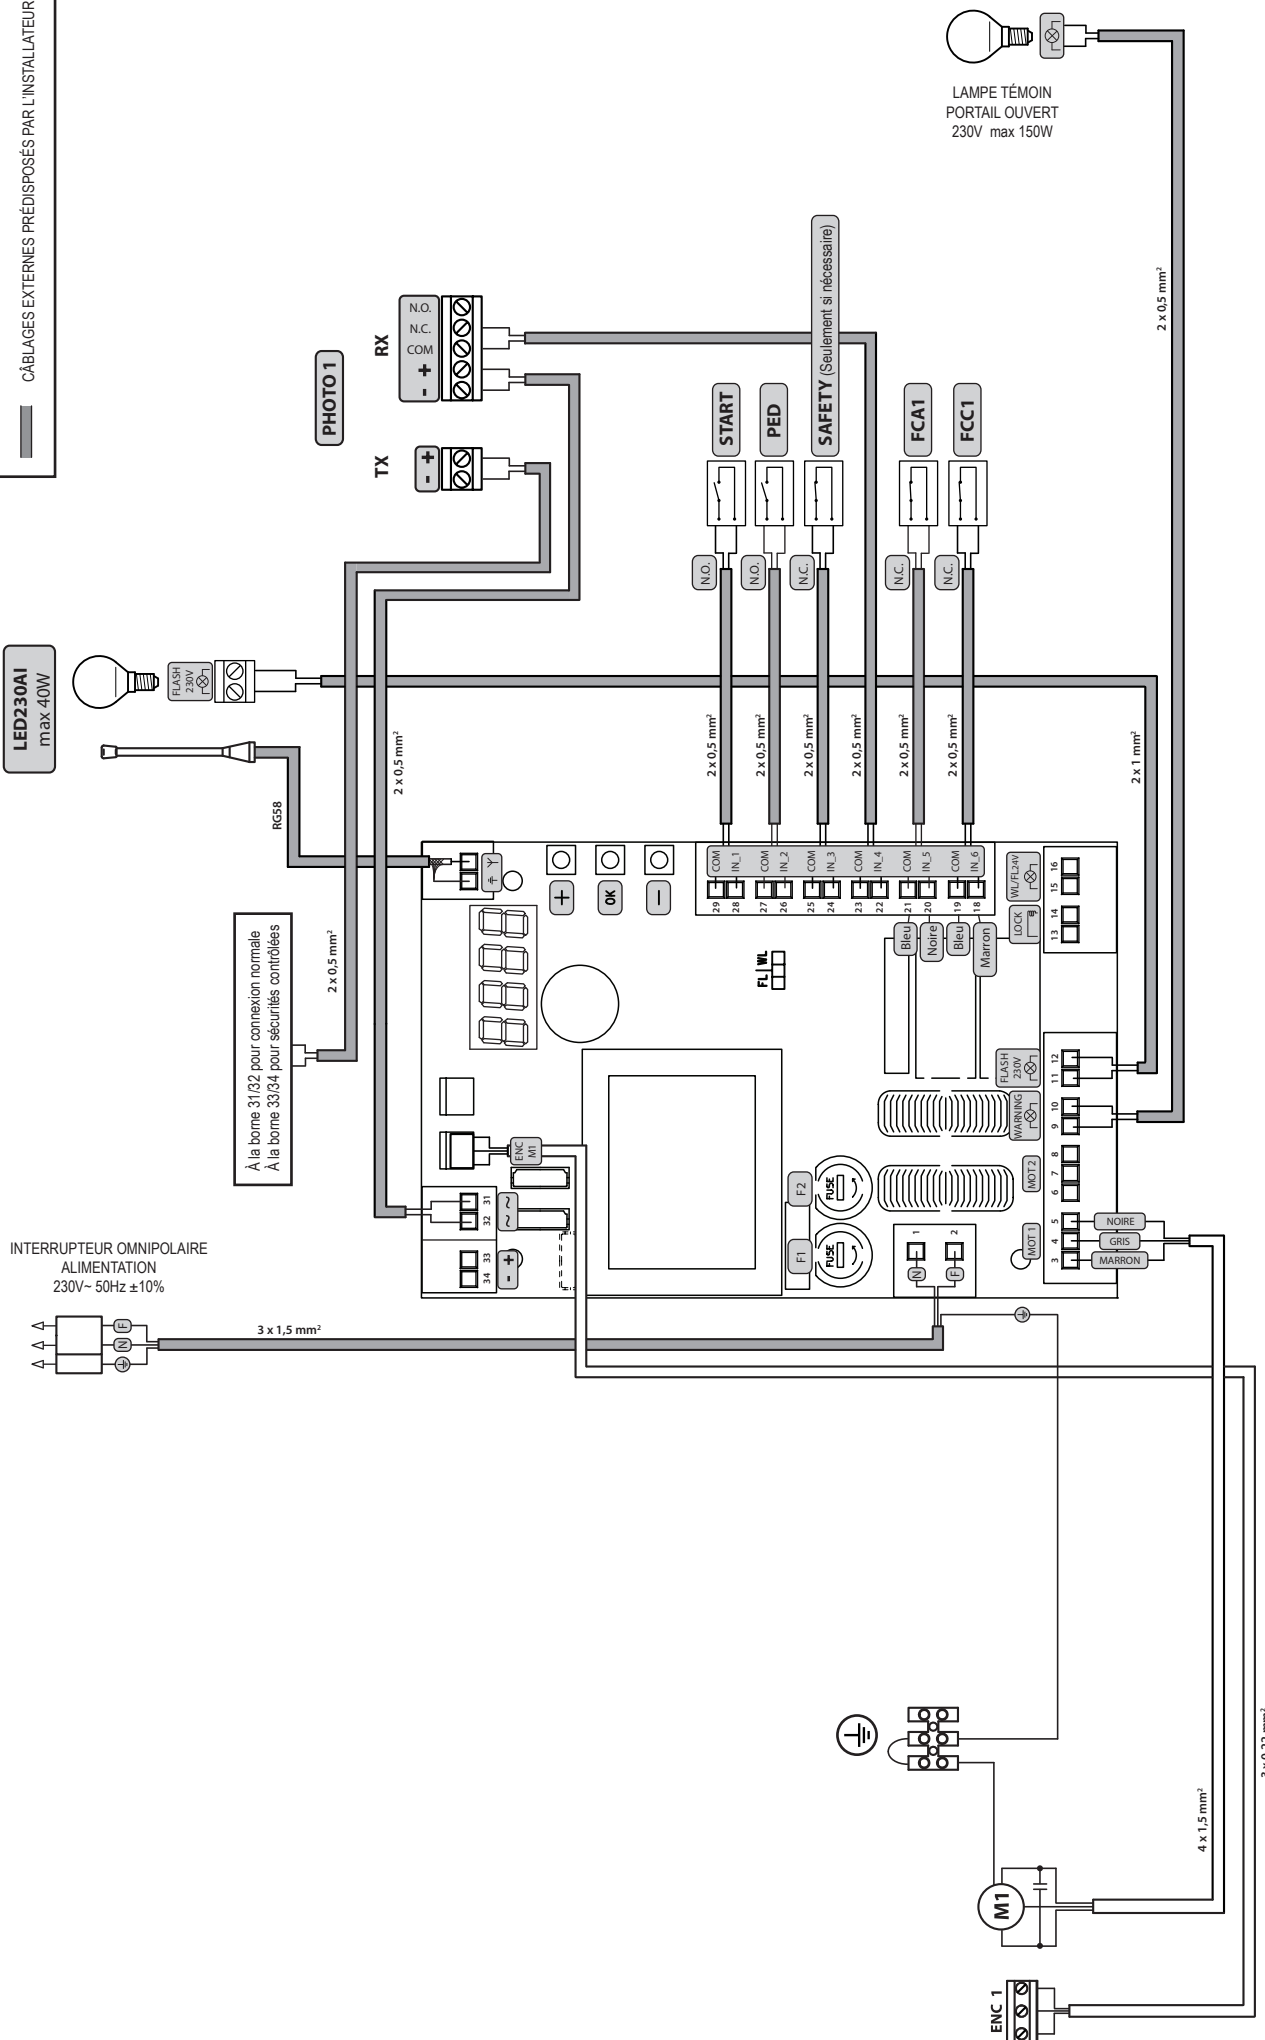 CÂBLAGES EXTERNES PRÉDISPOSÉS PAR L'INSTALLATEUR
LAMPE TÉMOIN
PORTAIL OUVERT
230V max 150W
2 x 0,5 mm²
PHOTO 1
RX
N.O.
N.C.
COM
+
-
TX
- +
LED230AI
max 40W
FLASH
230V
RG58
2 x 0,5 mm²
2 x 0,5 mm²
À la borne 31/32 pour connexion normale
À la borne 33/34 pour sécurités contrôlées
START
PED
SAFETY (Seulement si nécessaire)
FCA1
FCC1
N.O.
N.O.
N.C.
N.C.
N.C.
2 x 0,5 mm²
2 x 0,5 mm²
2 x 0,5 mm²
2 x 0,5 mm²
2 x 0,5 mm²
2 x 0,5 mm²
2 x 1 mm²
+
OK
-
COM
IN_1
COM
IN_2
COM
IN_3
COM
IN_4
COM
IN_5
COM
IN_6
29
28
27
26
25
24
23
22
21
20
19
18
Bleu
Noire
Bleu
Marron
FL WL
LOCK
WL/FL24V
13 14 15 16
FLASH
230V
WARNING
MOT 2
MOT 1
12
11
10
9
8
7
6
5
4
3
NOIRE
GRIS
MARRON
ENC
M1
31
32
33
34
~ ~
- +
F2
FUSE
F1
FUSE
1
2
N
F
INTERRUPTEUR OMNIPOLAIRE
ALIMENTATION
230V~ 50Hz ±10%
F
N
3 x 1,5 mm²
4 x 1,5 mm²
M1
ENC 1